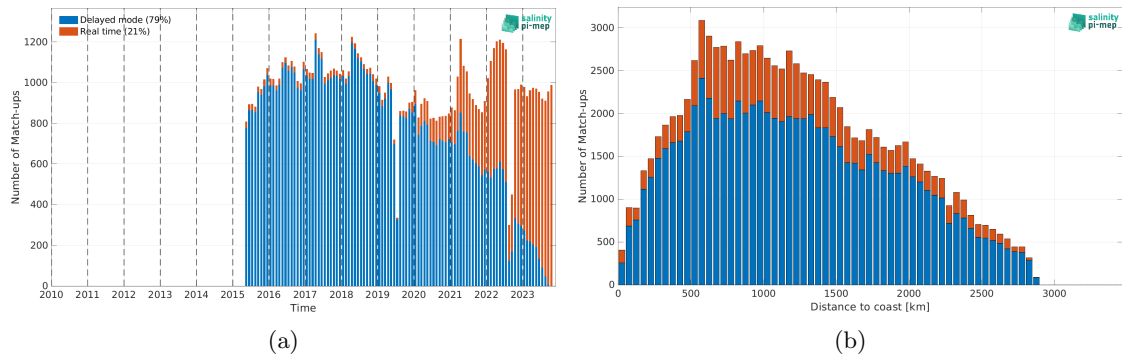 Delayed mode (79%)
Real time (21%)
salinity
pi-mep
1200
1000
800
600
400
200
0
Number of Match-ups
2010 2011 2012 2013 2014 2015 2016 2017 2018 2019 2020 2021 2022 2023
Time
(a)
salinity
pi-mep
3000
2500
2000
1500
1000
500
0
Number of Match-ups
0 500 1000 1500 2000 2500 3000
Distance to coast [km]
(b)